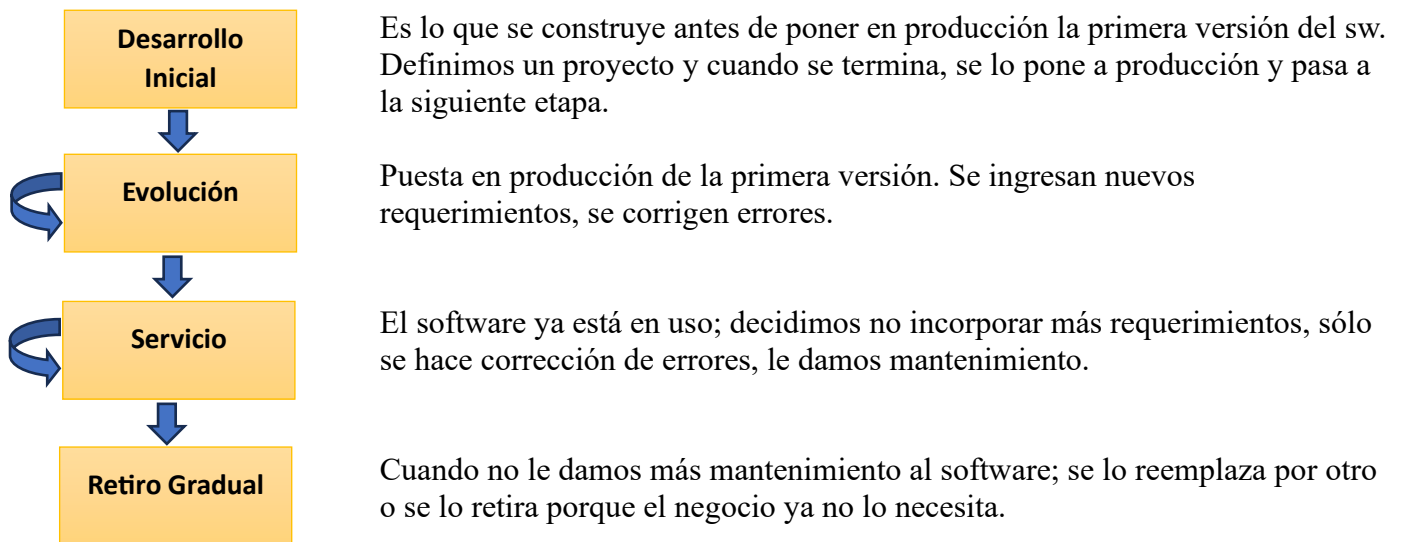 Desarrollo
Inicial
Es lo que se construye antes de poner en producción la primera versión del sw.
Definimos un proyecto y cuando se termina, se lo pone a producción y pasa a
la siguiente etapa.
Evolución
Puesta en producción de la primera versión. Se ingresan nuevos
requerimientos, se corrigen errores.
Servicio
El software ya está en uso; decidimos no incorporar más requerimientos, sólo
se hace corrección de errores, le damos mantenimiento.
Retiro Gradual
Cuando no le damos más mantenimiento al software; se lo reemplaza por otro
o se lo retira porque el negocio ya no lo necesita.